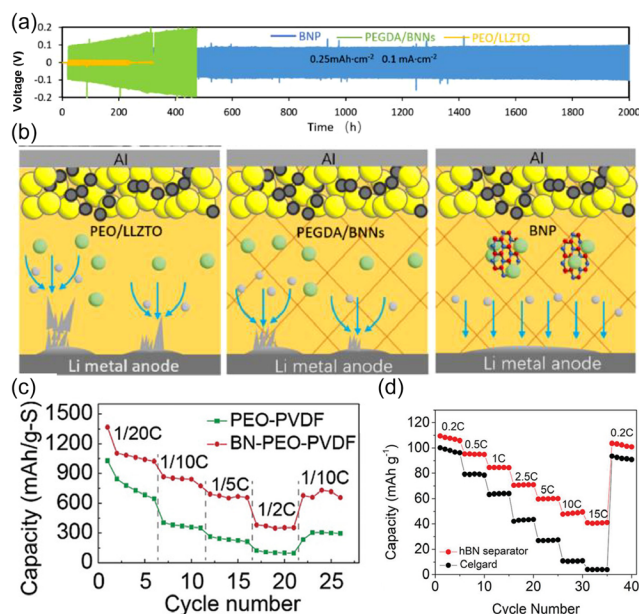 (a)
BNP PEGDA/BNNs PEO/LLZTO
0.25mAh·cm⁻² 0.1 mA·cm⁻²
Voltage (V)
0.2
0.1
0
-0.1
-0.2
0 200 400 600 800 1000 1200 1400 1600 1800 2000
Time (h)
(b)
Al Al Al
PEO/LLZTO PEGDA/BNNs BNP
Li metal anode Li metal anode Li metal anode
(c)
Capacity (mAh/g-S)
1500
1200
900
600
300
0
PEO-PVDF
BN-PEO-PVDF
1/20C 1/10C 1/5C 1/2C 1/10C
0 5 10 15 20 25
Cycle number
(d)
Capacity (mAh g⁻¹)
120
100
80
60
40
20
0
0.2C 0.5C 1C 2.5C 5C 10C 15C 0.2C
hBN separator
Celgard
0 10 20 30 40
Cycle Number